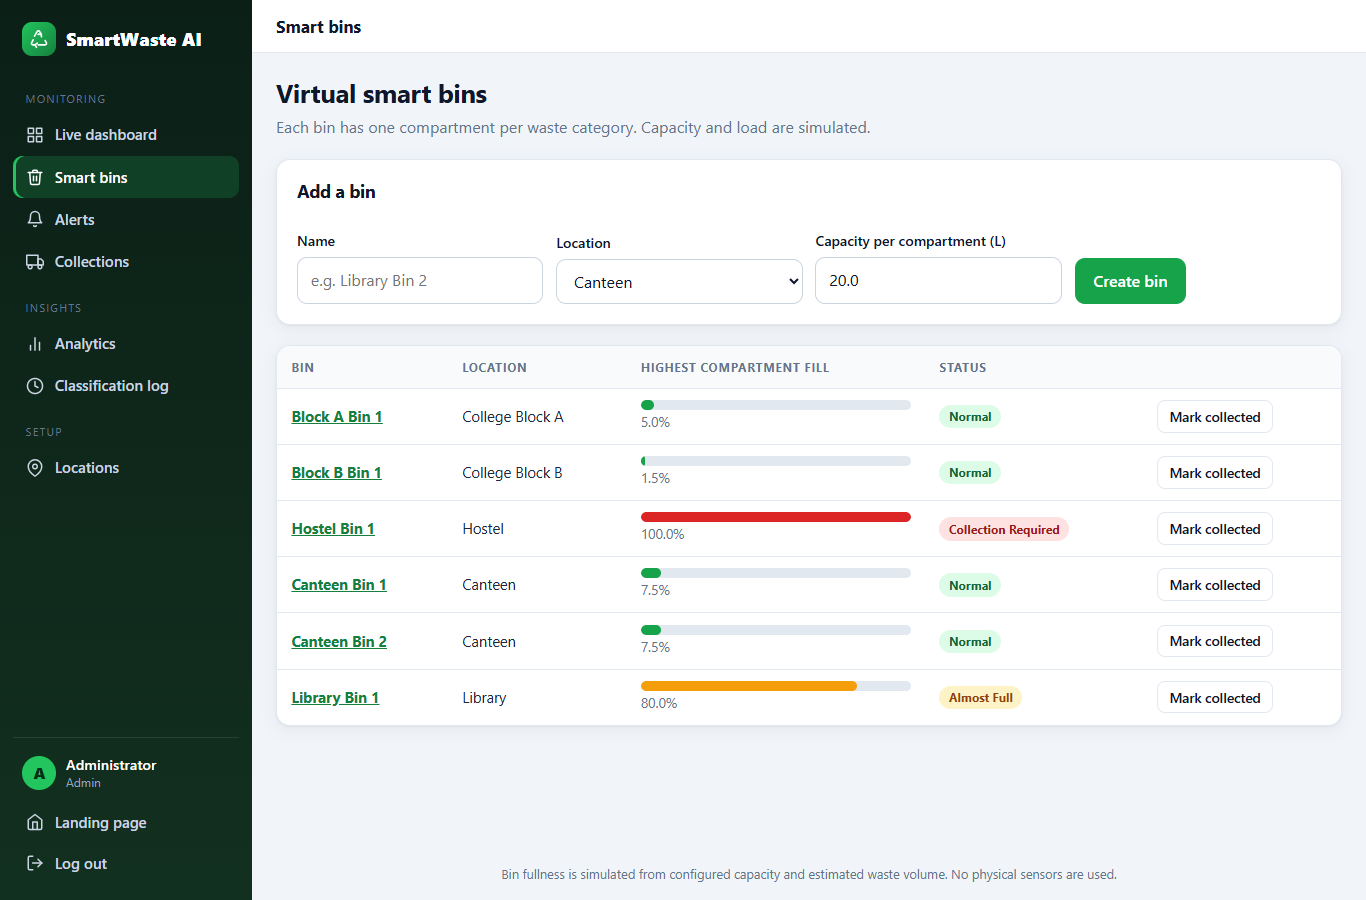 SmartWaste AI
MONITORING
Live dashboard
Smart bins
Alerts
Collections
INSIGHTS
Analytics
Classification log
SETUP
Locations
A
Administrator
Admin
Landing page
Log out
Smart bins
Virtual smart bins
Each bin has one compartment per waste category. Capacity and load are simulated.
Add a bin
Name Location Capacity per compartment (L)
e.g. Library Bin 2 Canteen 20.0 Create bin
BIN LOCATION HIGHEST COMPARTMENT FILL STATUS
Block A Bin 1 College Block A 5.0% Normal Mark collected
Block B Bin 1 College Block B 1.5% Normal Mark collected
Hostel Bin 1 Hostel 100.0% Collection Required Mark collected
Canteen Bin 1 Canteen 7.5% Normal Mark collected
Canteen Bin 2 Canteen 7.5% Normal Mark collected
Library Bin 1 Library 80.0% Almost Full Mark collected
Bin fullness is simulated from configured capacity and estimated waste volume. No physical sensors are used.